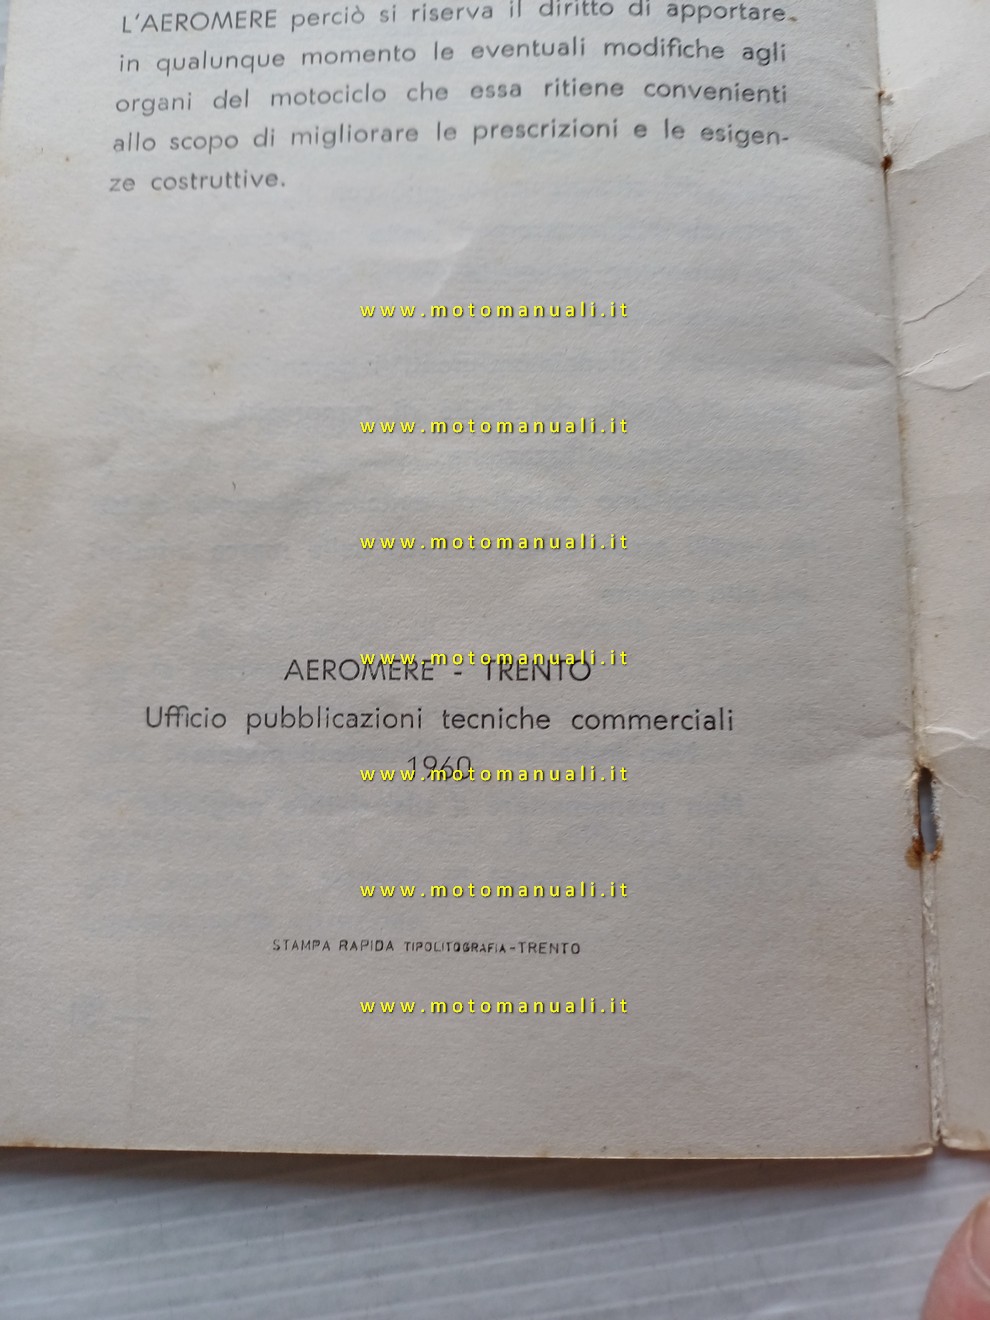 L'AEROMERE perciò si riserva il diritto di apportare
in qualunque momento le eventuali modifiche agli
organi del motociclo che essa ritiene convenienti
allo scopo di migliorare le prescrizioni e le esigen-
ze costruttive.
www.motomanuali.it
www.motomanuali.it
www.motomanuali.it
www.motomanuali.it
AEROMERE - TRENTO
Ufficio pubblicazioni tecniche commerciali
1960
www.motomanuali.it
www.motomanuali.it
STAMPA RAPIDA TIPOLITOGRAFIA-TRENTO
www.motomanuali.it